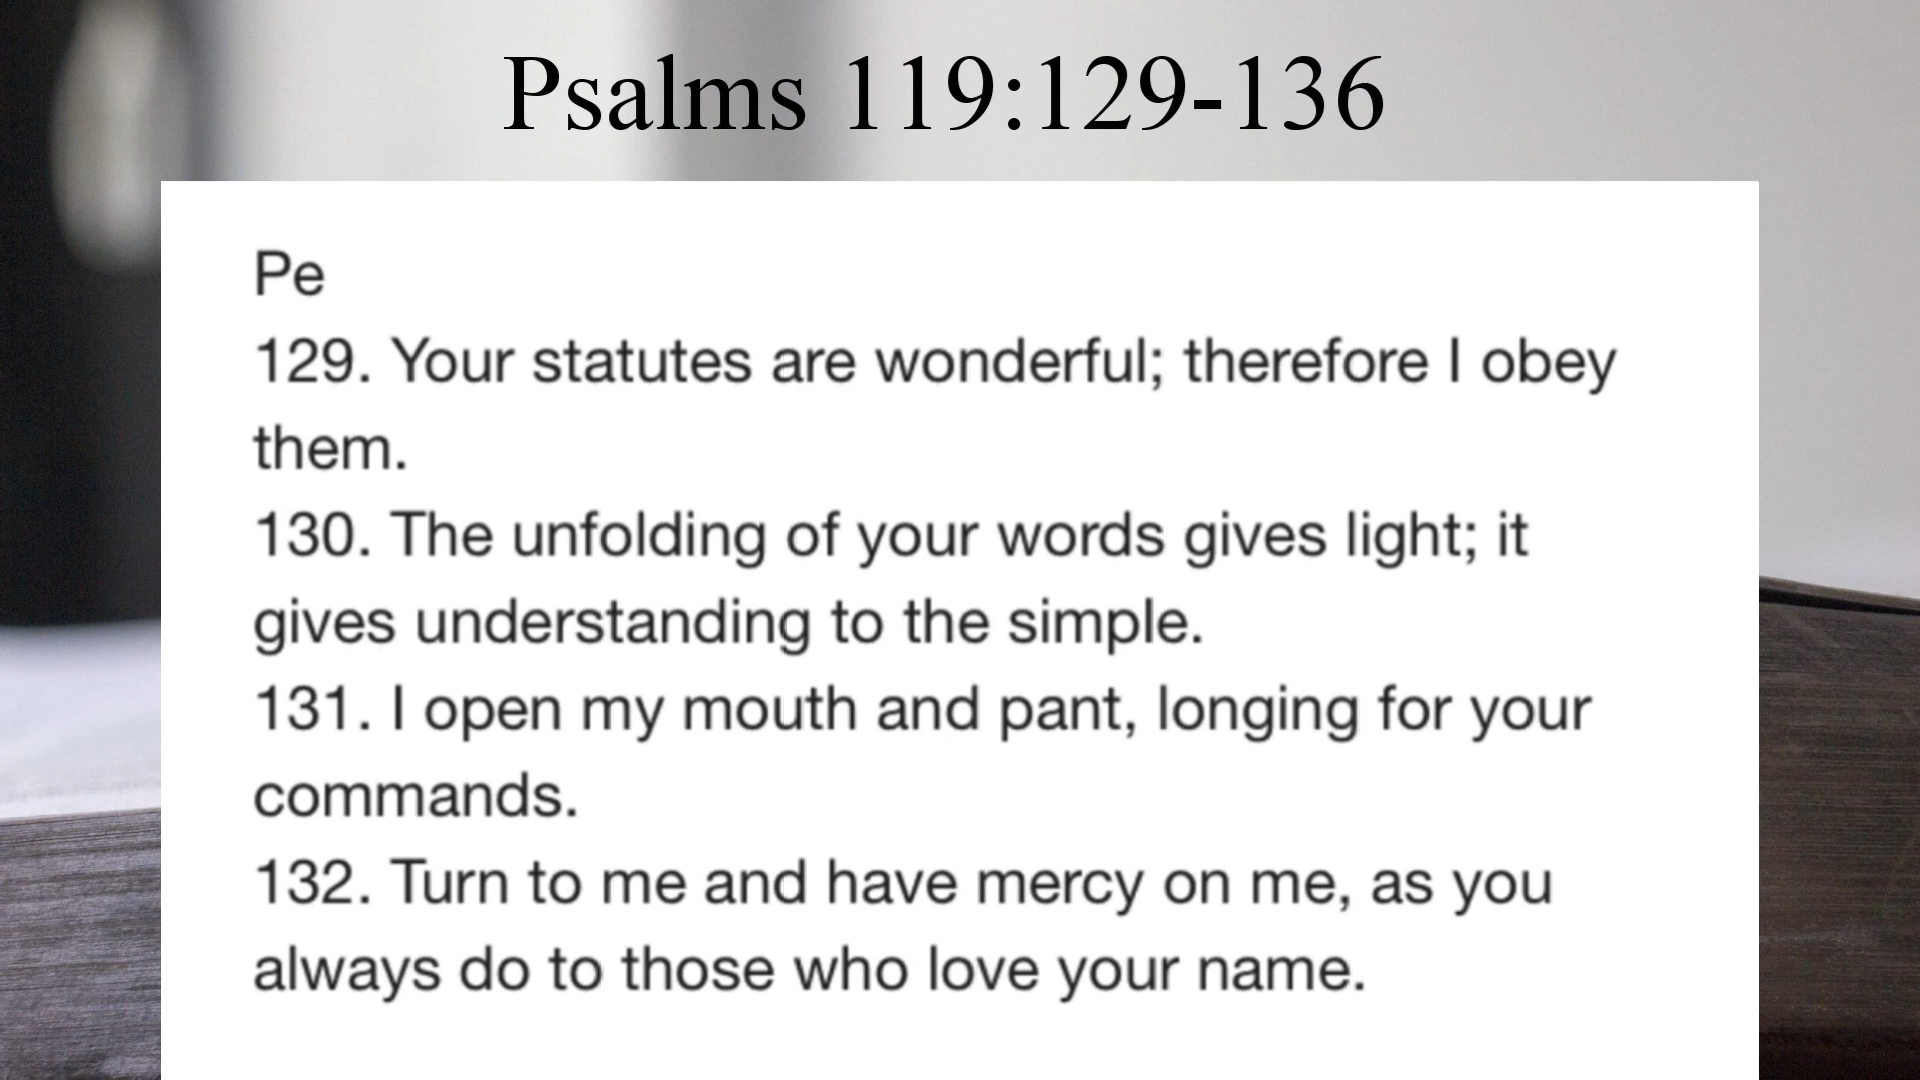 Psalms 119:129-136
Pe
129. Your statutes are wonderful; therefore I obey
them.
130. The unfolding of your words gives light; it
gives understanding to the simple.
131. I open my mouth and pant, longing for your
commands.
132. Turn to me and have mercy on me, as you
always do to those who love your name.